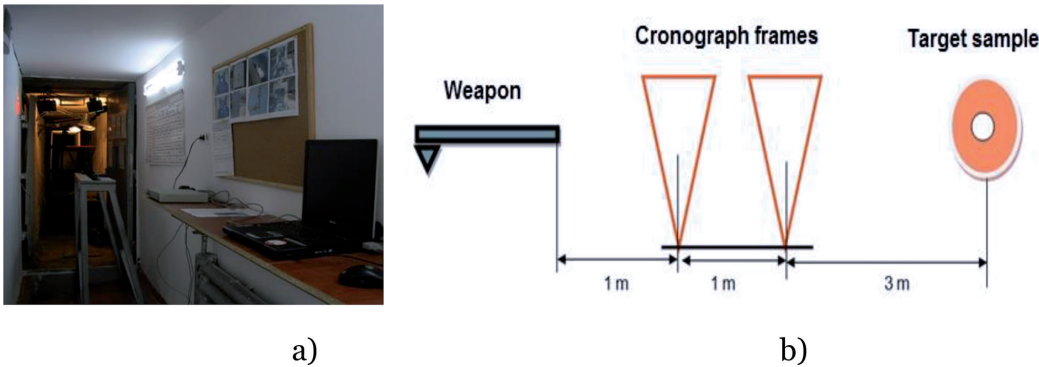 Cronograph frames
Target sample
Weapon
1 m
1 m
3 m
a)
b)